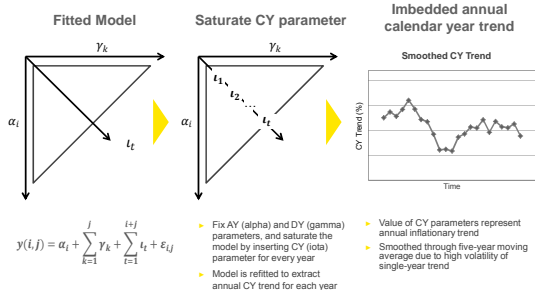 Fitted Model
Saturate CY parameter
Imbedded annual
calendar year trend
γk
αi
ιt
γk
αi
ι1
ι2
...
ιt
Smoothed CY Trend
CY Trend (%)
Time
y(i,j) = αi + ∑ j k=1 γk + ∑ i+j t=1 ιt + εi,j
Fix AY (alpha) and DY (gamma)
parameters, and saturate the
model by inserting CY (iota)
parameter for every year
Model is refitted to extract
annual CY trend for each year
Value of CY parameters represent
annual inflationary trend
Smoothed through five-year moving
average due to high volatility of
single-year trend